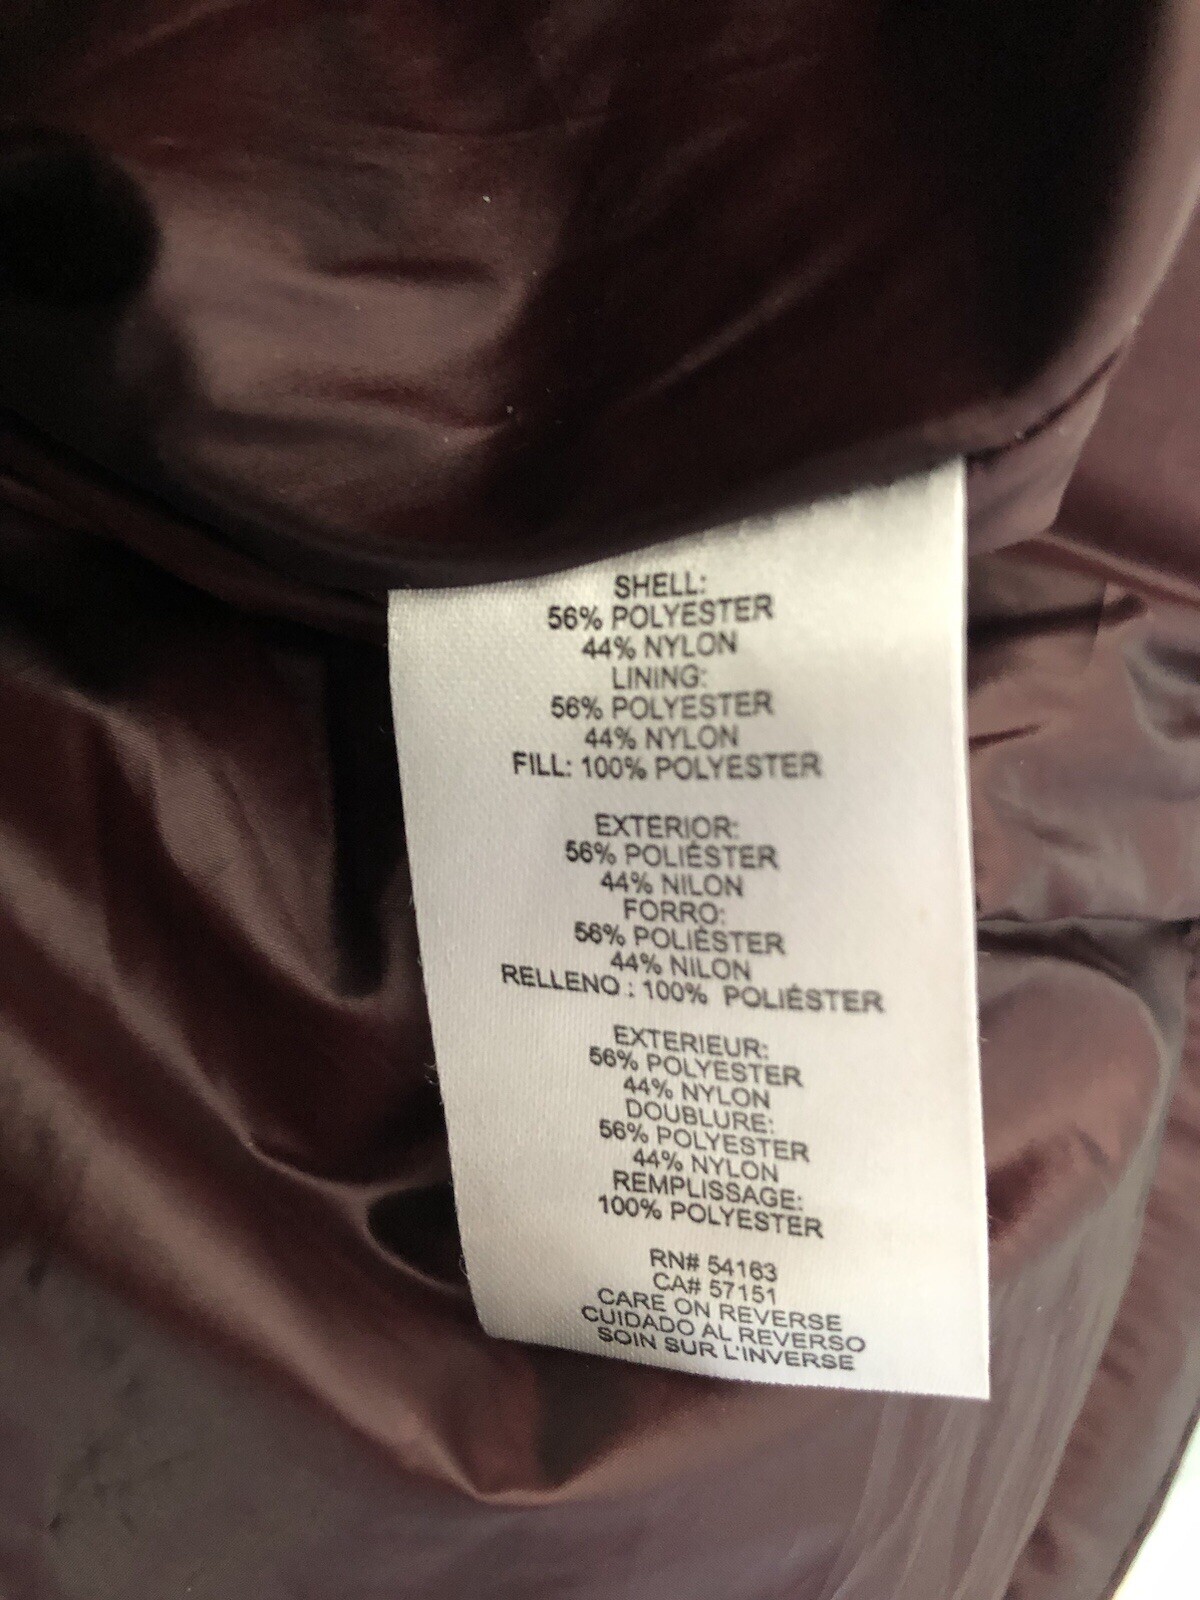 SHELL:
56% POLYESTER
44% NYLON
LINING:
56% POLYESTER
44% NYLON
FILL: 100% POLYESTER
EXTERIOR:
56% POLIÉSTER
44% NILON
FORRO:
56% POLIÉSTER
44% NILON
RELLENO : 100% POLIÉSTER
EXTERIEUR:
56% POLYESTER
44% NYLON
DOUBLURE:
56% POLYESTER
44% NYLON
REMPLISSAGE:
100% POLYESTER
RN# 54163
CA# 57151
CARE ON REVERSE
CUIDADO AL REVERSO
SOIN SUR L'INVERSE